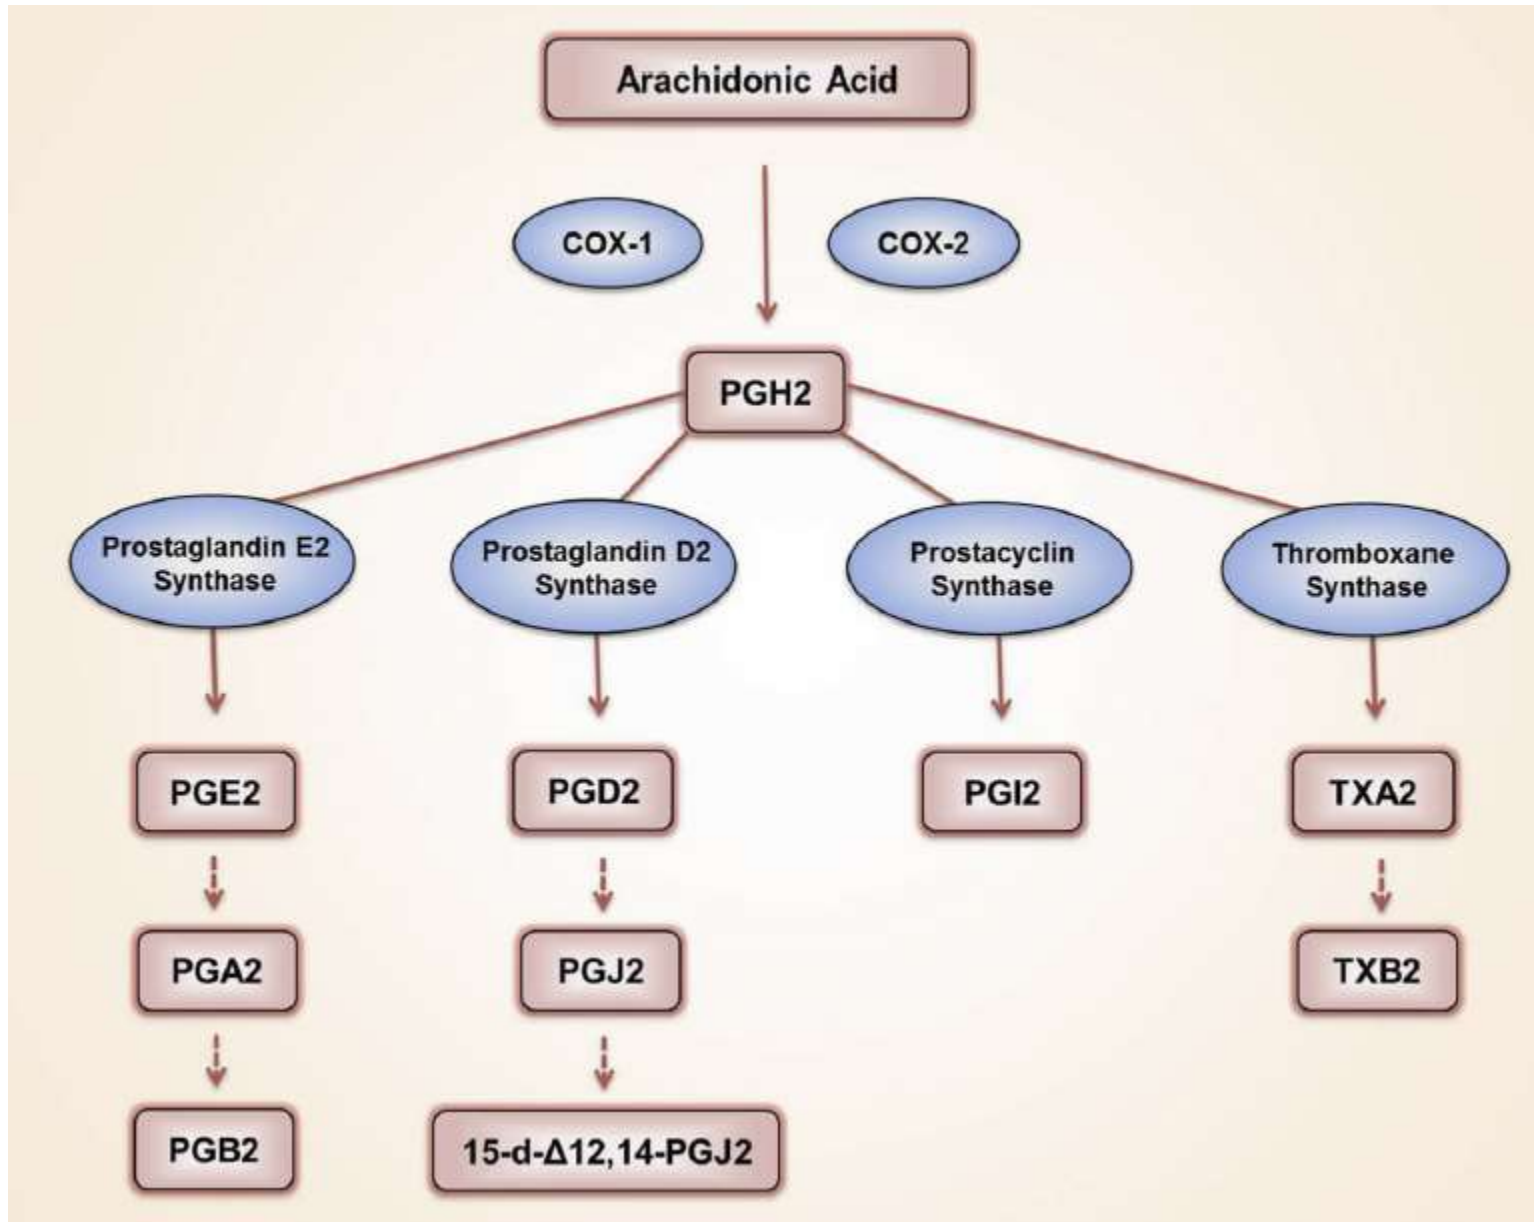 Arachidonic Acid
COX-1
COX-2
PGH2
Prostaglandin E2
Synthase
Prostaglandin D2
Synthase
Prostacyclin
Synthase
Thromboxane
Synthase
PGE2
PGD2
PGI2
TXA2
PGA2
PGJ2
TXB2
PGB2
15-d-Δ12,14-PGJ2